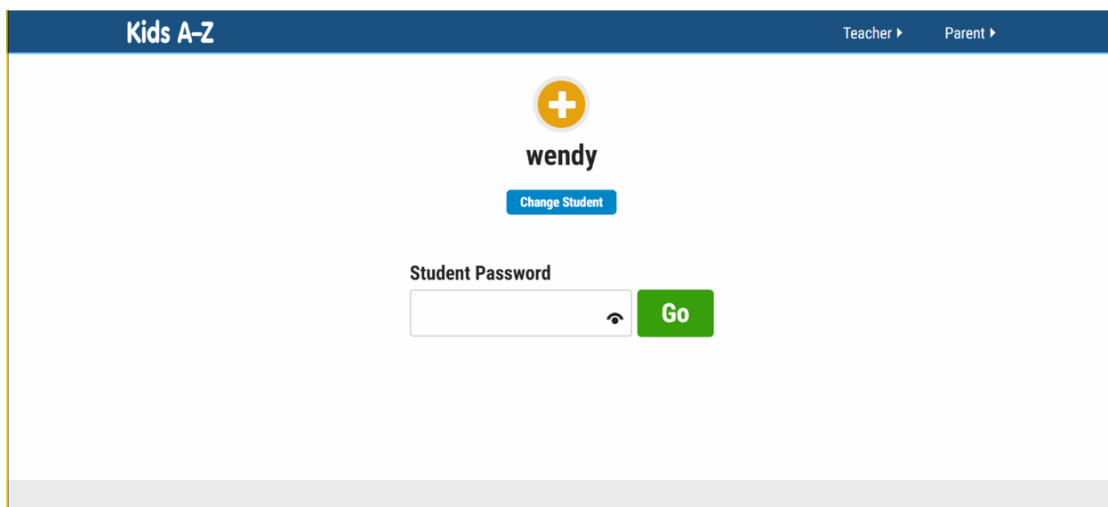 Kids A-Z
Teacher Parent
wendy
Change Student
Student Password
Go